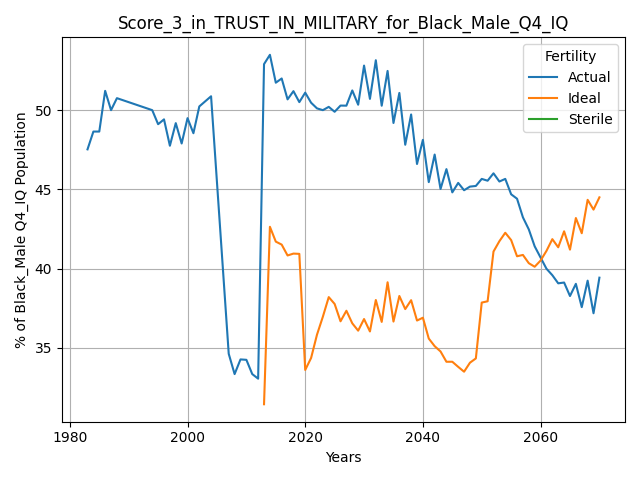 Score_3_in_TRUST_IN_MILITARY_for_Black_Male_Q4_IQ
Fertility
Actual
Ideal
Sterile
% of Black_Male Q4_IQ Population
50
45
40
35
1980
2000
2020
2040
2060
Years